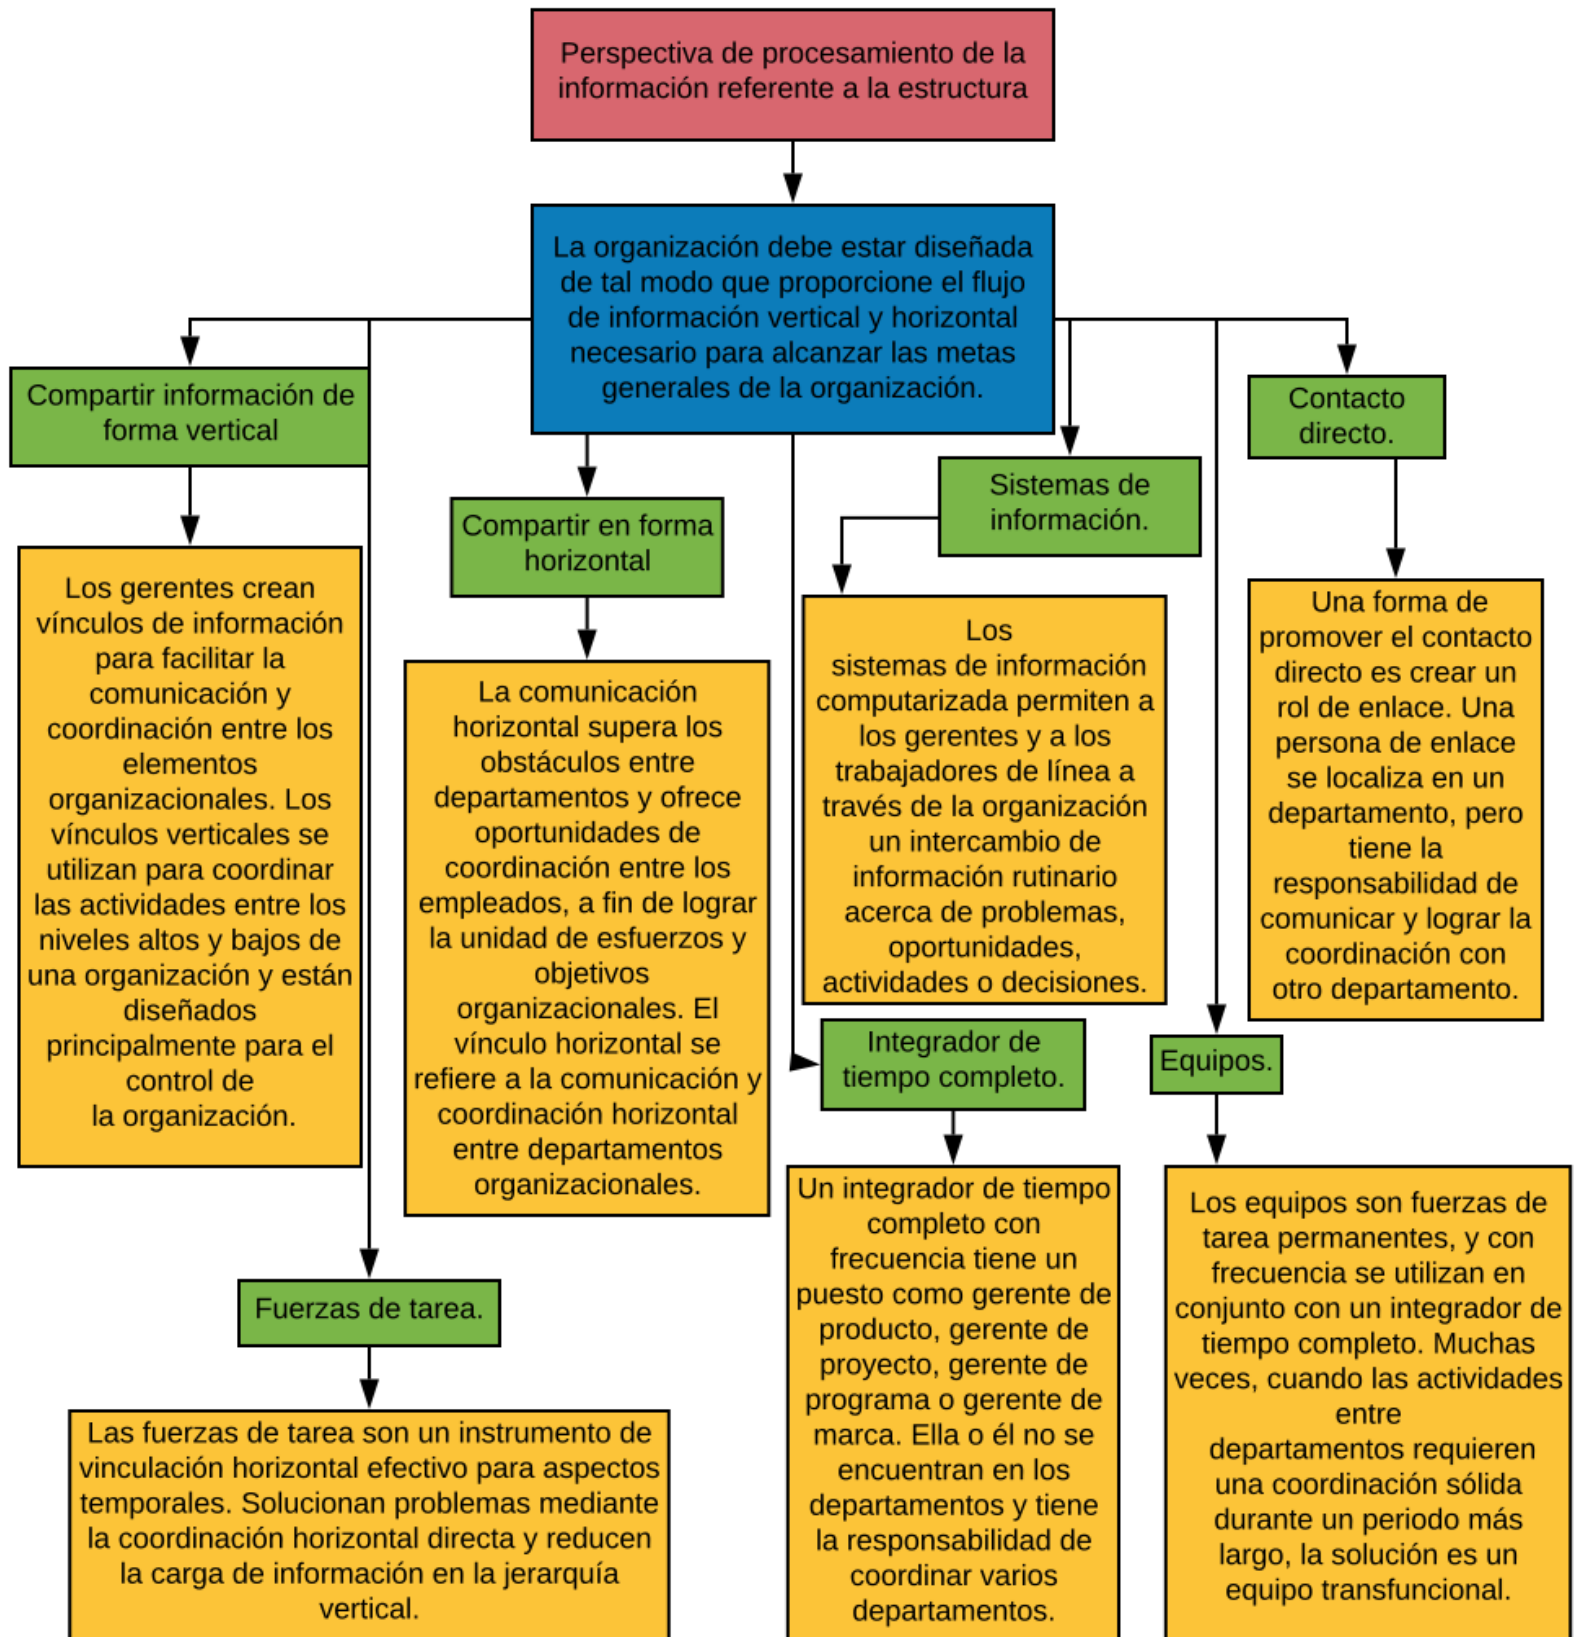 Perspectiva de procesamiento de la
información referente a la estructura
La organización debe estar diseñada
de tal modo que proporcione el flujo
de información vertical y horizontal
necesario para alcanzar las metas
generales de la organización.
Compartir información de
forma vertical
Los gerentes crean
vínculos de información
para facilitar la
comunicación y
coordinación entre los
elementos
organizacionales. Los
vínculos verticales se
utilizan para coordinar
las actividades entre los
niveles altos y bajos de
una organización y están
diseñados
principalmente para el
control de
la organización.
Compartir en forma
horizontal
La comunicación
horizontal supera los
obstáculos entre
departamentos y ofrece
oportunidades de
coordinación entre los
empleados, a fin de lograr
la unidad de esfuerzos y
objetivos
organizacionales. El
vínculo horizontal se
refiere a la comunicación y
coordinación horizontal
entre departamentos
organizacionales.
Sistemas de
información.
Los
sistemas de información
computarizada permiten a
los gerentes y a los
trabajadores de línea a
través de la organización
un intercambio de
información rutinario
acerca de problemas,
oportunidades,
actividades o decisiones.
Contacto
directo.
Una forma de
promover el contacto
directo es crear un
rol de enlace. Una
persona de enlace
se localiza en un
departamento, pero
tiene la
responsabilidad de
comunicar y lograr la
coordinación con
otro departamento.
Fuerzas de tarea.
Las fuerzas de tarea son un instrumento de
vinculación horizontal efectivo para aspectos
temporales. Solucionan problemas mediante
la coordinación horizontal directa y reducen
la carga de información en la jerarquía
vertical.
Integrador de
tiempo completo.
Un integrador de tiempo
completo con
frecuencia tiene un
puesto como gerente de
producto, gerente de
proyecto, gerente de
programa o gerente de
marca. Ella o él no se
encuentran en los
departamentos y tiene
la responsabilidad de
coordinar varios
departamentos.
Equipos.
Los equipos son fuerzas de
tarea permanentes, y con
frecuencia se utilizan en
conjunto con un integrador de
tiempo completo. Muchas
veces, cuando las actividades
entre
departamentos requieren
una coordinación sólida
durante un periodo más
largo, la solución es un
equipo transfuncional.